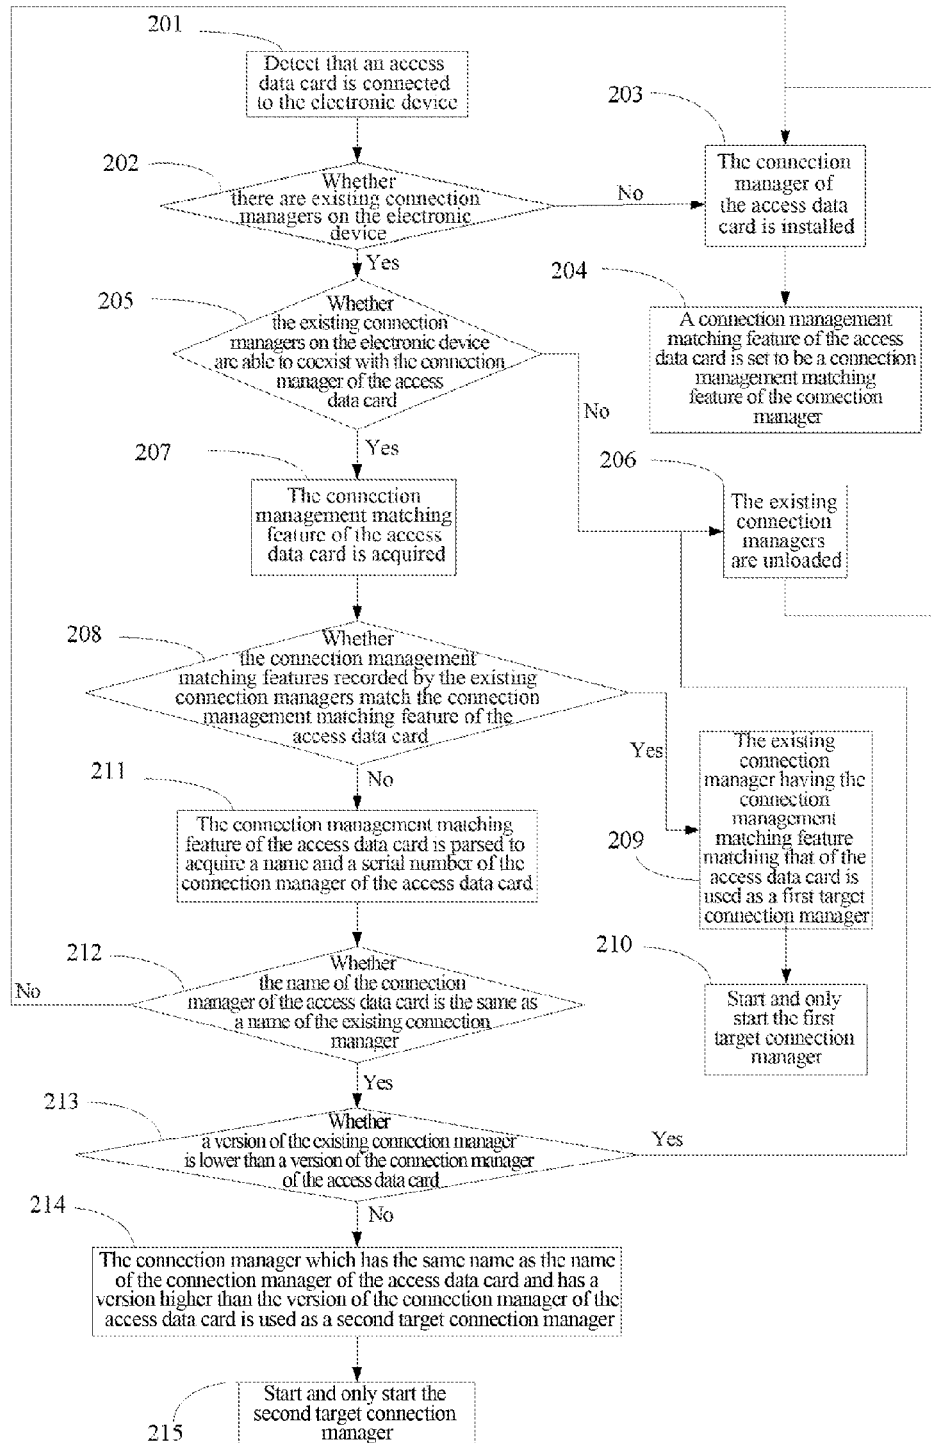 201
Detect that an access
data card is connected
to the electronic device
202
Whether
there are existing connection
managers on the electronic
device
No
203
The connection
manager of
the access data
card is installed
Yes
204
A connection management
matching feature of the access
data card is set to be a connection
management matching
feature of the connection
manager
205
Whether
the existing connection
managers on the electronic device
are able to coexist with the connection
manager of the access
data card
No
Yes
206
The existing
connection
managers
are unloaded
207
The connection
management matching
feature of the access
data card is acquired
208
Whether
the connection management
matching features recorded by the existing
connection managers match the connection
management matching feature of the
access data card
Yes
No
209
The existing
connection
manager having the
connection
management
matching feature
matching that of the
access data card is
used as a first target
connection manager
210
Start and only
start the first
target connection
manager
211
The connection management matching
feature of the access data card is parsed to
acquire a name and a serial number of the
connection manager of the access data card
212
Whether
the name of the connection
manager of the access data card is the same as
a name of the existing connection
manager
No
Yes
213
Whether
a version of the existing connection manager
is lower than a version of the connection manager
of the access data card
Yes
No
214
The connection manager which has the same name as the name
of the connection manager of the access data card and has a
version higher than the version of the connection manager of the
access data card is used as a second target connection manager
215
Start and only start the
second target connection
manager